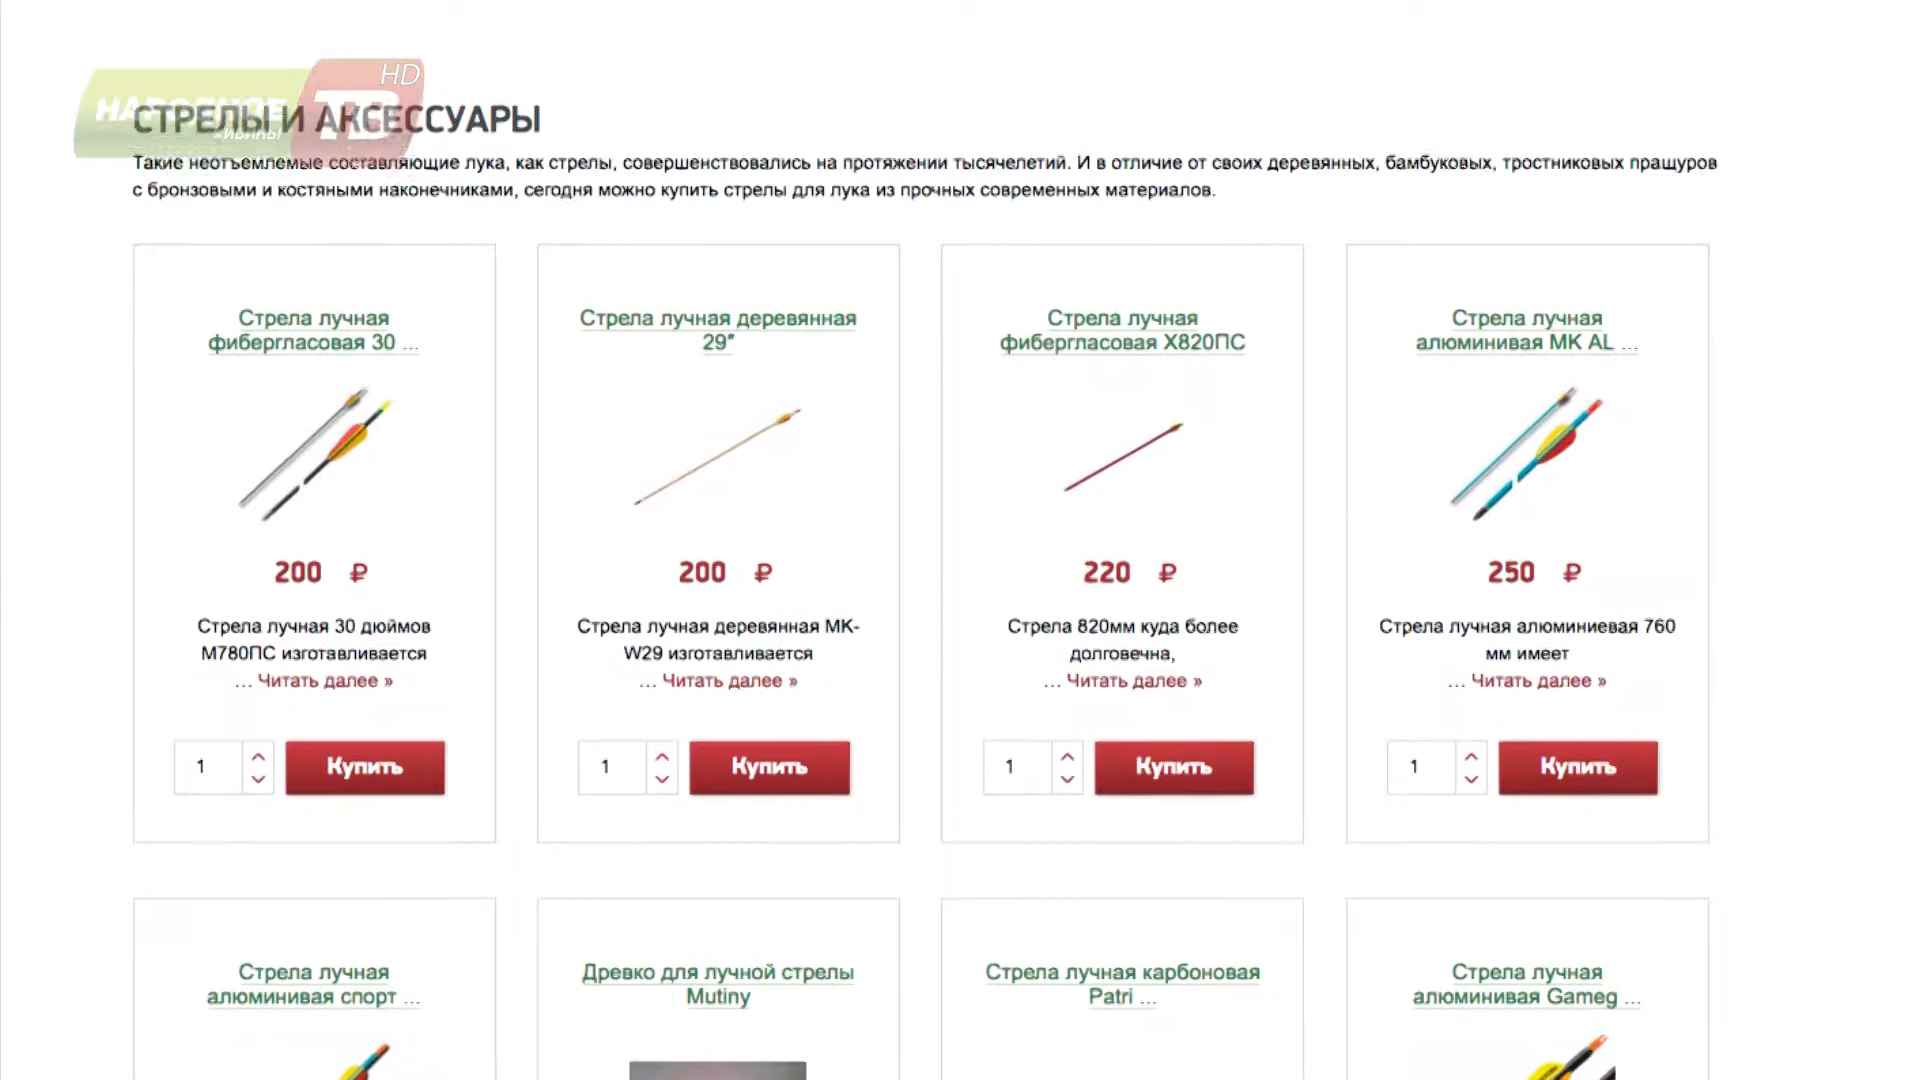 HD
НАРОДНОЕ
ТВ
СТРЕЛЫ И АКСЕССУАРЫ
Такие неотъемлемые составляющие лука, как стрелы, совершенствовались на протяжении тысячелетий. И в отличие от своих деревянных, бамбуковых, тростниковых пращуров
с бронзовыми и костяными наконечниками, сегодня можно купить стрелы для лука из прочных современных материалов.
Стрела лучная
фибергласовая 30 ...
200 ₽
Стрела лучная 30 дюймов
М780ПС изготавливается
... Читать далее »
1
Купить
Стрела лучная деревянная
29″
200 ₽
Стрела лучная деревянная MK-
W29 изготавливается
... Читать далее »
1
Купить
Стрела лучная
фибергласовая Х820ПС
220 ₽
Стрела 820мм куда более
долговечна,
... Читать далее »
1
Купить
Стрела лучная
алюминивая MK AL ...
250 ₽
Стрела лучная алюминиевая 760
мм имеет
... Читать далее »
1
Купить
Стрела лучная
алюминивая спорт ...
Древко для лучной стрелы
Mutiny
Стрела лучная карбоновая
Patri ...
Стрела лучная
алюминивая Gameg ...